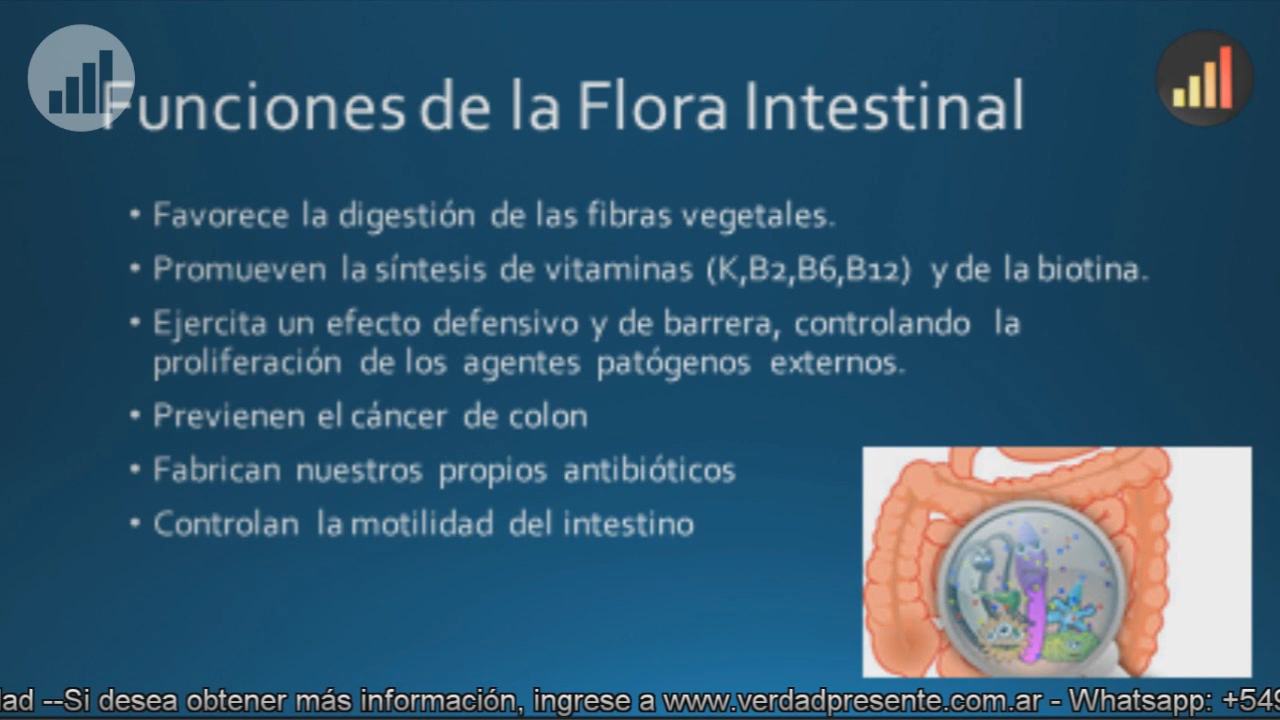 Funciones de la Flora Intestinal
• Favorece la digestión de las fibras vegetales.
• Promueven la síntesis de vitaminas (K,B2,B6,B12) y de la biotina.
• Ejercita un efecto defensivo y de barrera, controlando la
proliferación de los agentes patógenos externos.
• Previenen el cáncer de colon
• Fabrican nuestros propios antibióticos
• Controlan la motilidad del intestino
dad --Si desea obtener más información, ingrese a www.verdadpresente.com.ar - Whatsapp: +549